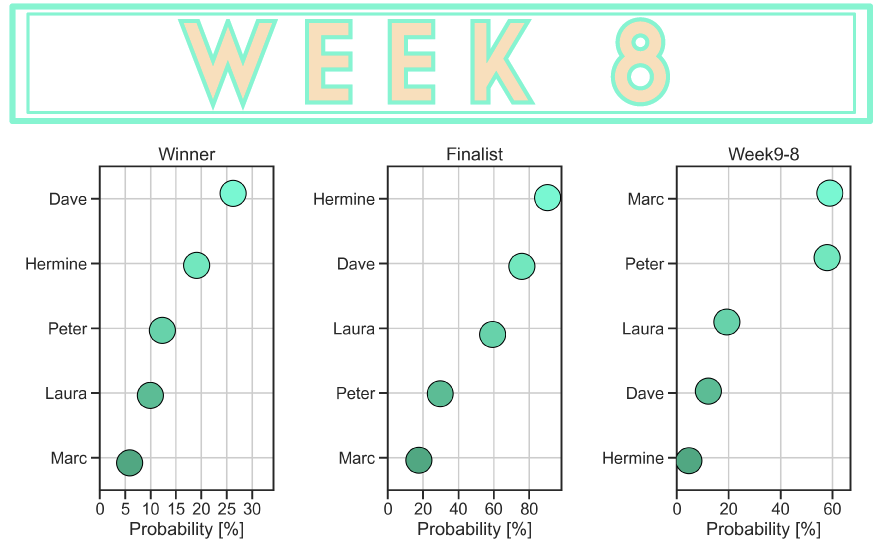 WEEK 8
Winner
Dave
Hermine
Peter
Laura
Marc
0 5 10 15 20 25 30
Probability [%]
Finalist
Hermine
Dave
Laura
Peter
Marc
0 20 40 60 80
Probability [%]
Week9-8
Marc
Peter
Laura
Dave
Hermine
0 20 40 60
Probability [%]